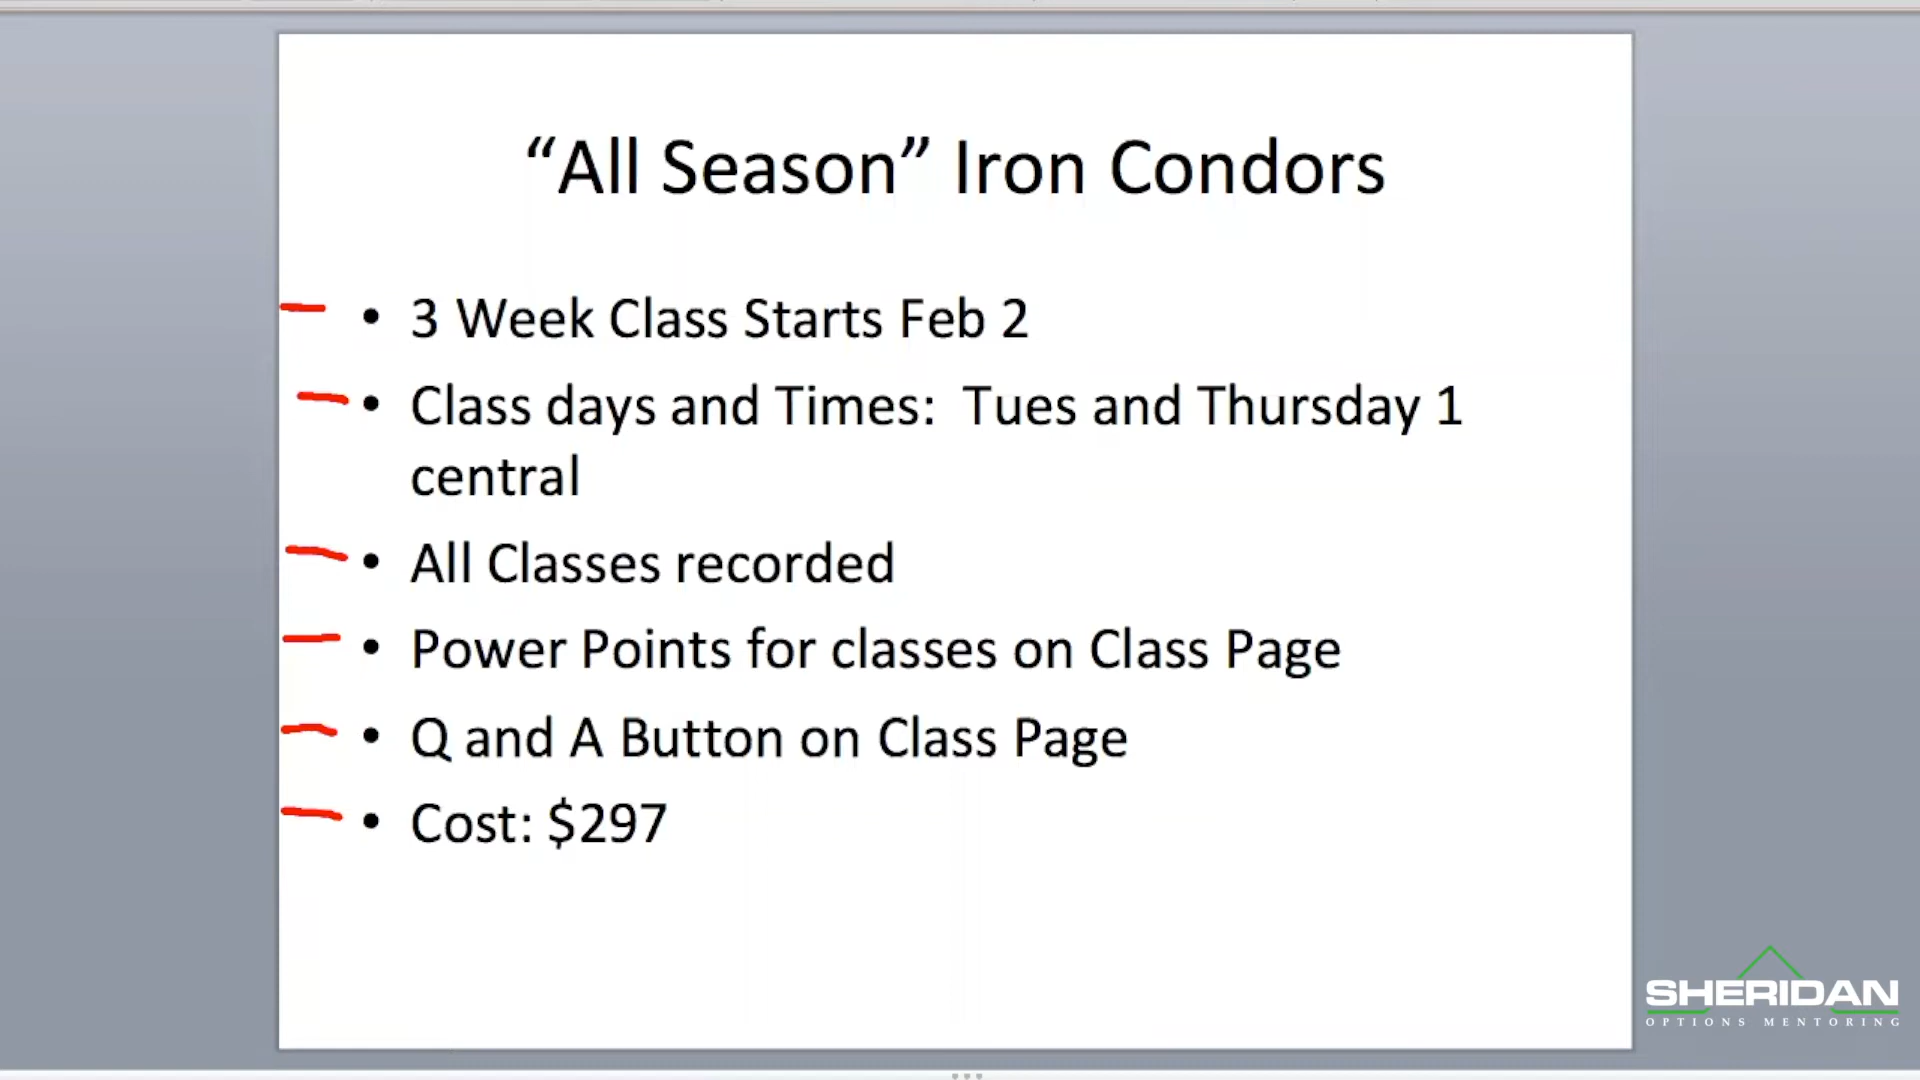 “All Season” Iron Condors
• 3 Week Class Starts Feb 2
• Class days and Times:  Tues and Thursday 1
central
• All Classes recorded
• Power Points for classes on Class Page
• Q and A Button on Class Page
• Cost: $297
SHERIDAN
OPTIONS MENTORING